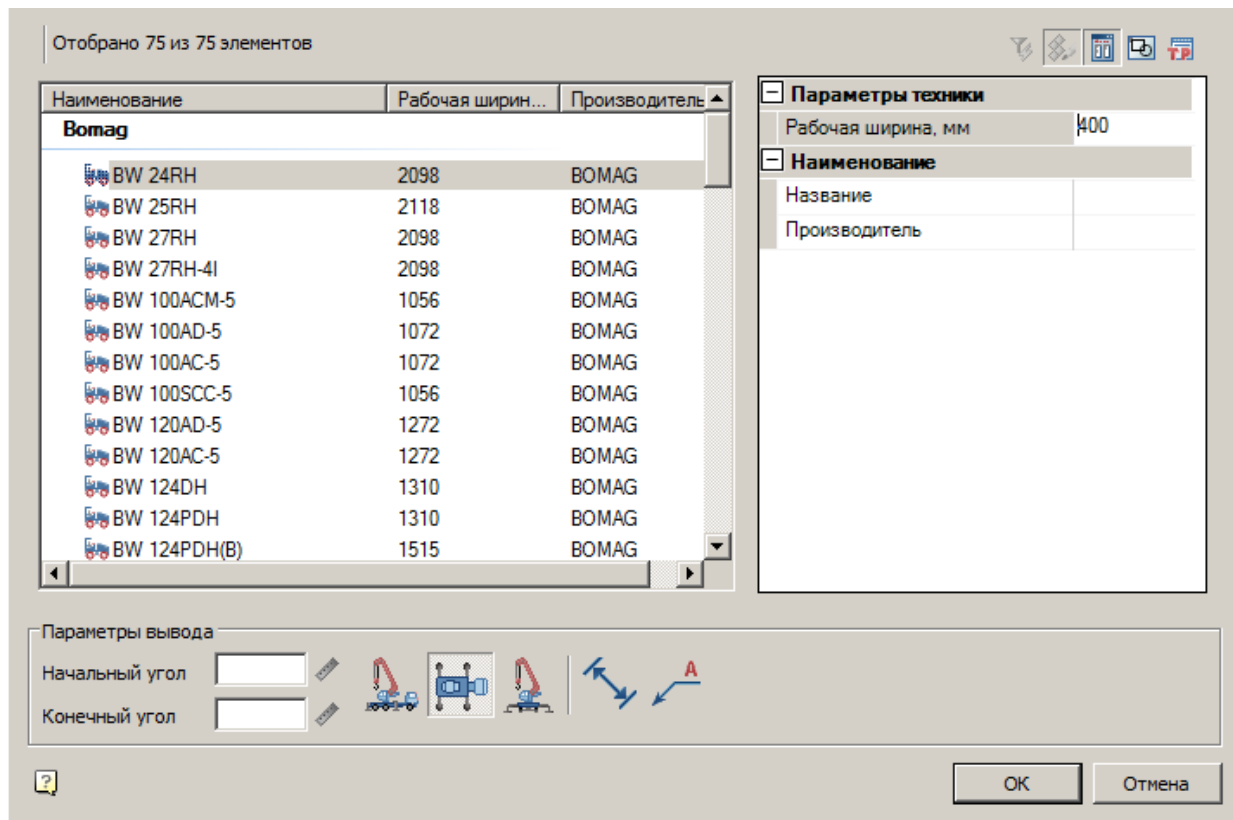 Отобрано 75 из 75 элементов
T.P.
Наименование Рабочая ширин... Производитель
Bomag
BW 24RH 2098 BOMAG
BW 25RH 2118 BOMAG
BW 27RH 2098 BOMAG
BW 27RH-4I 2098 BOMAG
BW 100ACM-5 1056 BOMAG
BW 100AD-5 1072 BOMAG
BW 100AC-5 1072 BOMAG
BW 100SCC-5 1056 BOMAG
BW 120AD-5 1272 BOMAG
BW 120AC-5 1272 BOMAG
BW 124DH 1310 BOMAG
BW 124PDH 1310 BOMAG
BW 124PDH(B) 1515 BOMAG
Параметры техники
Рабочая ширина, мм 400
Наименование
Название
Производитель
Параметры вывода
Начальный угол
Конечный угол
A
?
OK Отмена